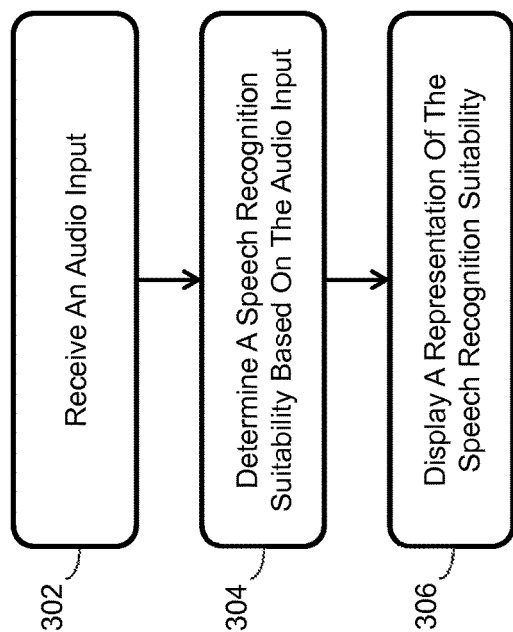 302
Receive An Audio Input
304
Determine A Speech Recognition
Suitability Based On The Audio Input
306
Display A Representation Of The
Speech Recognition Suitability